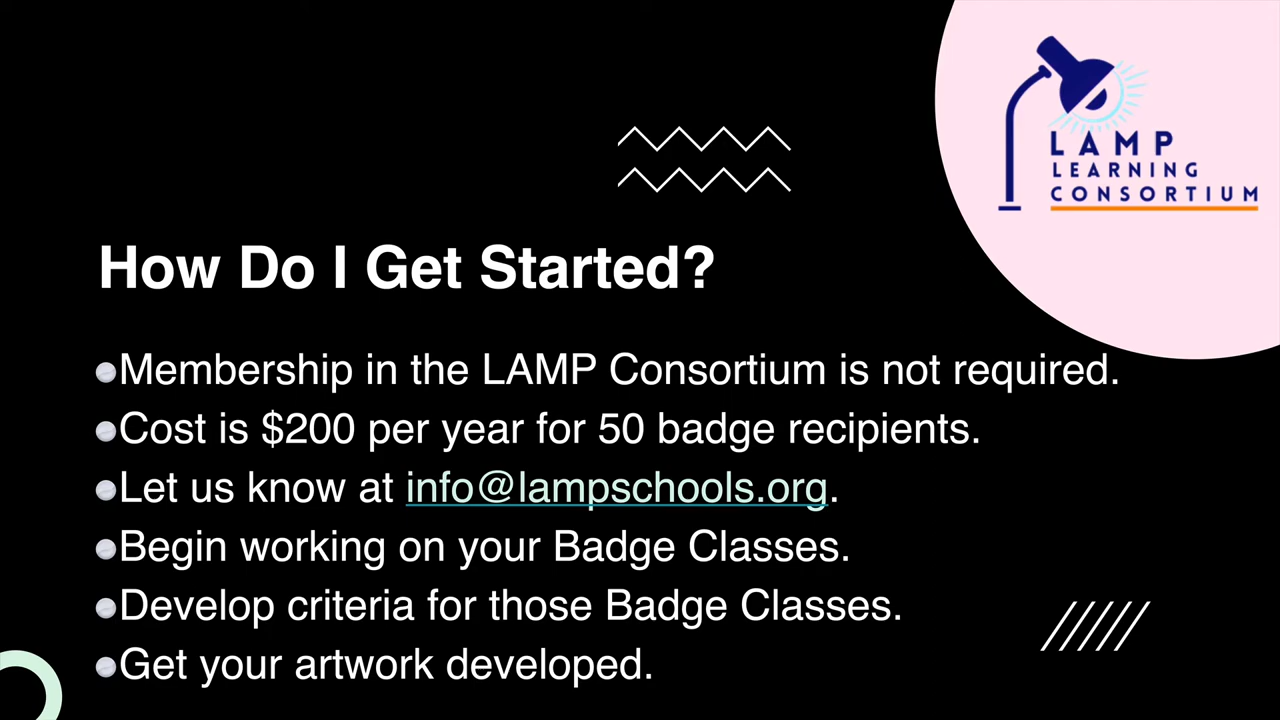 LAMP
LEARNING
CONSORTIUM
How Do I Get Started?
Membership in the LAMP Consortium is not required.
Cost is $200 per year for 50 badge recipients.
Let us know at info@lampschools.org.
Begin working on your Badge Classes.
Develop criteria for those Badge Classes.
Get your artwork developed.